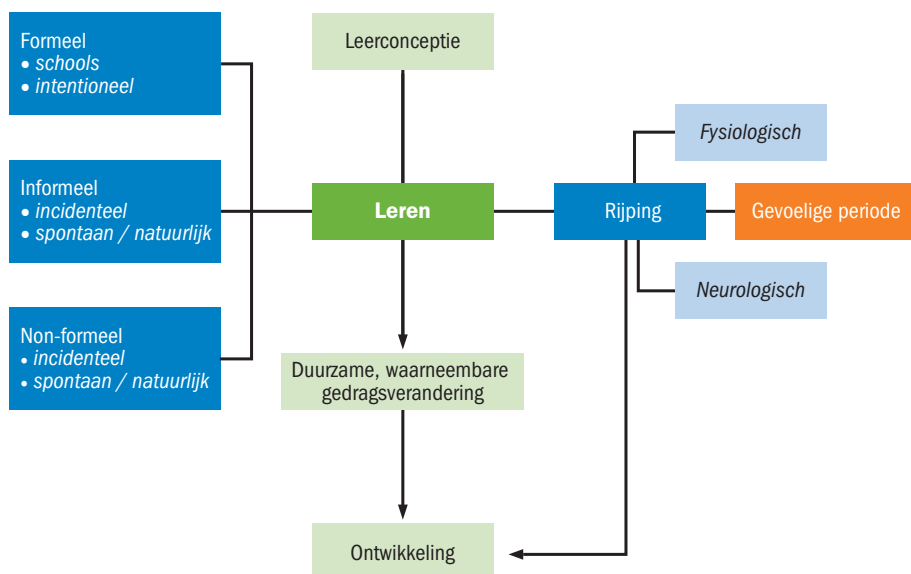 Formeel
• schools
• intentioneel
Leerconceptie
Fysiologisch
Informeel
• incidenteel
• spontaan / natuurlijk
Leren
Rijping
Gevoelige periode
Neurologisch
Non-formeel
• incidenteel
• spontaan / natuurlijk
Duurzame, waarneembare
gedragsverandering
Ontwikkeling